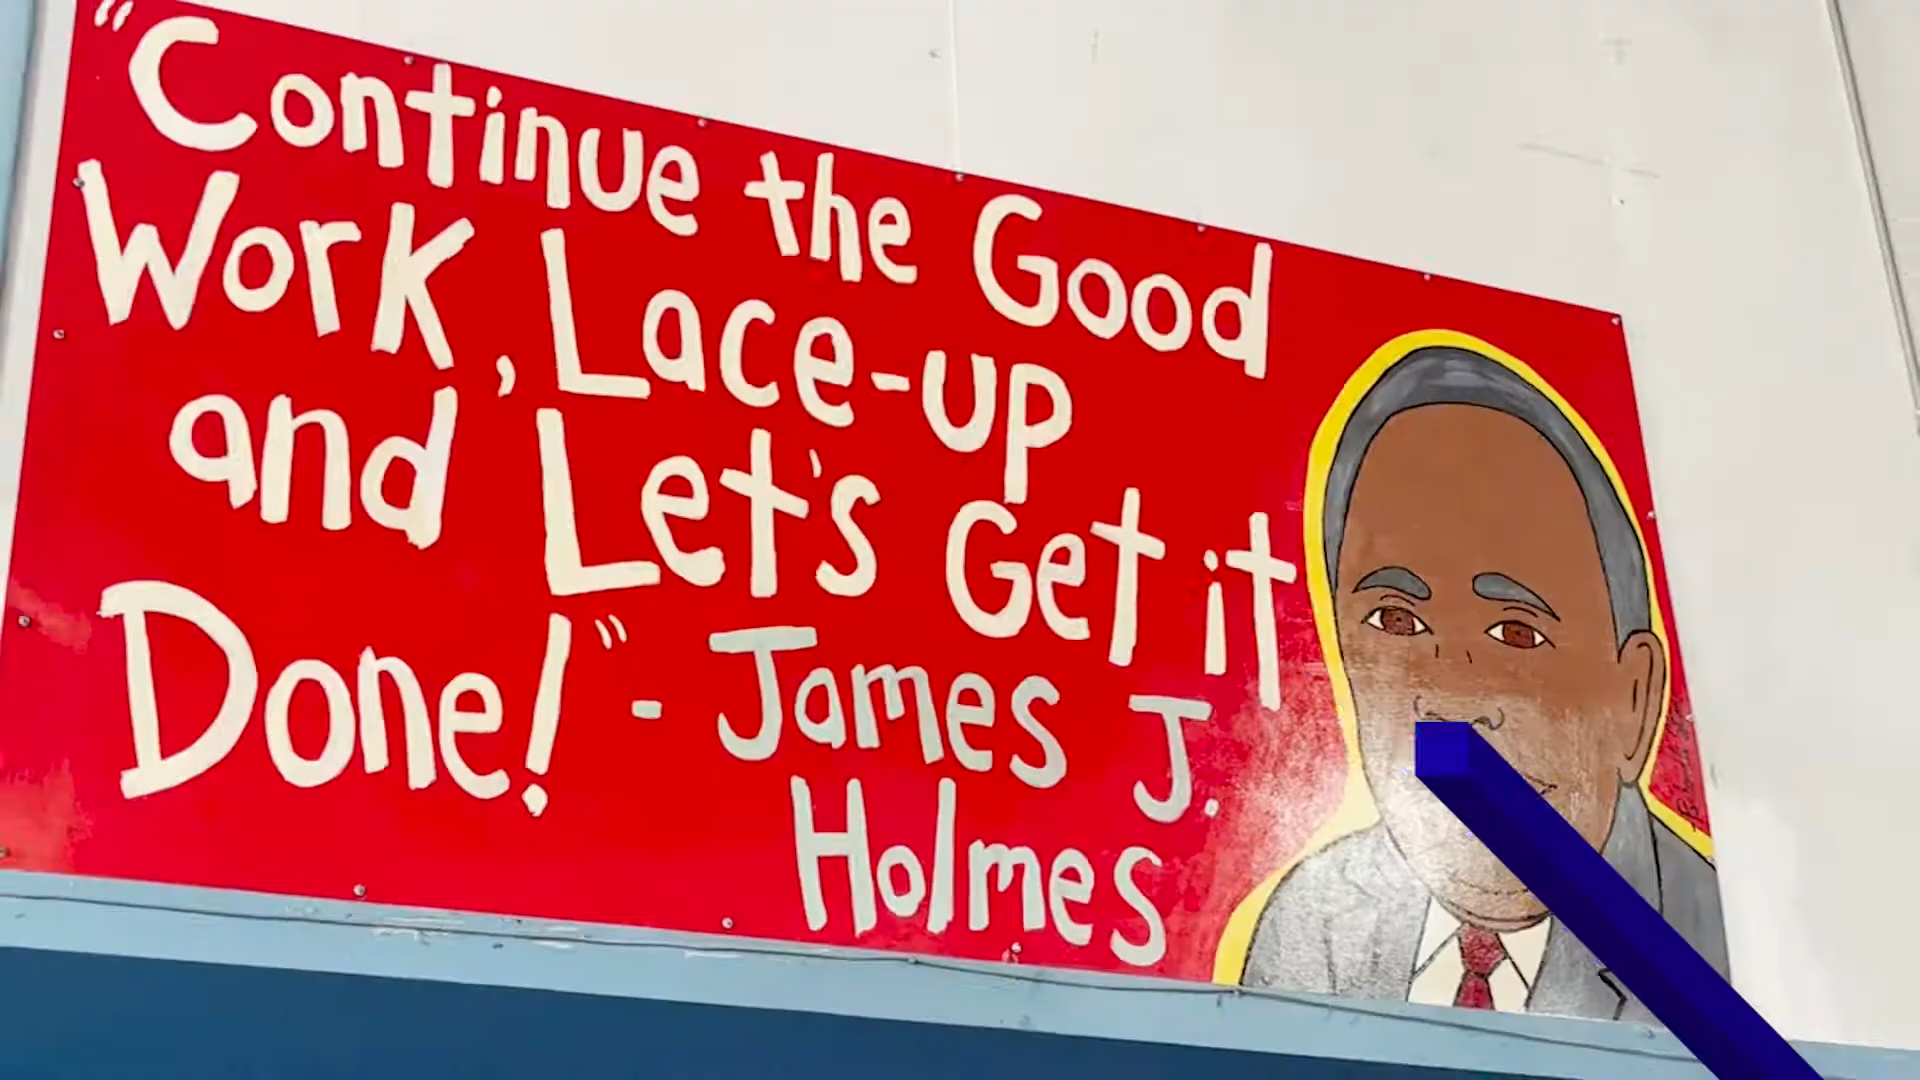 "Continue the Good
Work, Lace-up
and Let's Get it
Done!" - James J.
Holmes